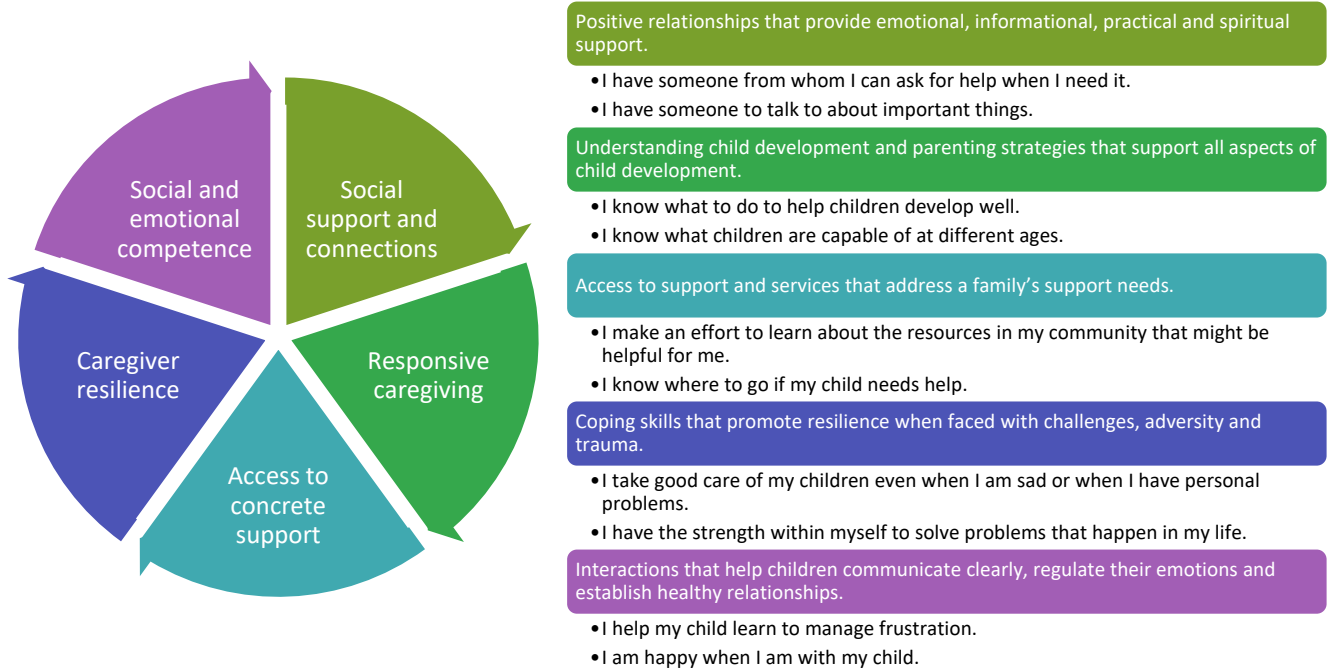 Social and
emotional
competence
Social
support and
connections
Caregiver
resilience
Responsive
caregiving
Access to
concrete
support
Positive relationships that provide emotional, informational, practical and spiritual
support.
•I have someone from whom I can ask for help when I need it.
•I have someone to talk to about important things.
Understanding child development and parenting strategies that support all aspects of
child development.
•I know what to do to help children develop well.
•I know what children are capable of at different ages.
Access to support and services that address a family's support needs.
•I make an effort to learn about the resources in my community that might be
helpful for me.
•I know where to go if my child needs help.
Coping skills that promote resilience when faced with challenges, adversity and
trauma.
•I take good care of my children even when I am sad or when I have personal
problems.
•I have the strength within myself to solve problems that happen in my life.
Interactions that help children communicate clearly, regulate their emotions and
establish healthy relationships.
•I help my child learn to manage frustration.
•I am happy when I am with my child.